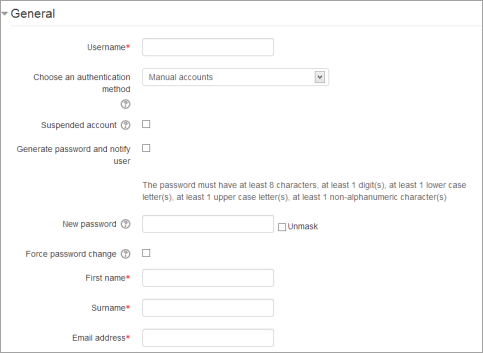 General
Username*
Choose an authentication
method
Manual accounts
Suspended account
Generate password and notify
user
The password must have at least 8 characters, at least 1 digit(s), at least 1 lower case
letter(s), at least 1 upper case letter(s), at least 1 non-alphanumeric character(s)
New password
Unmask
Force password change
First name*
Surname*
Email address*